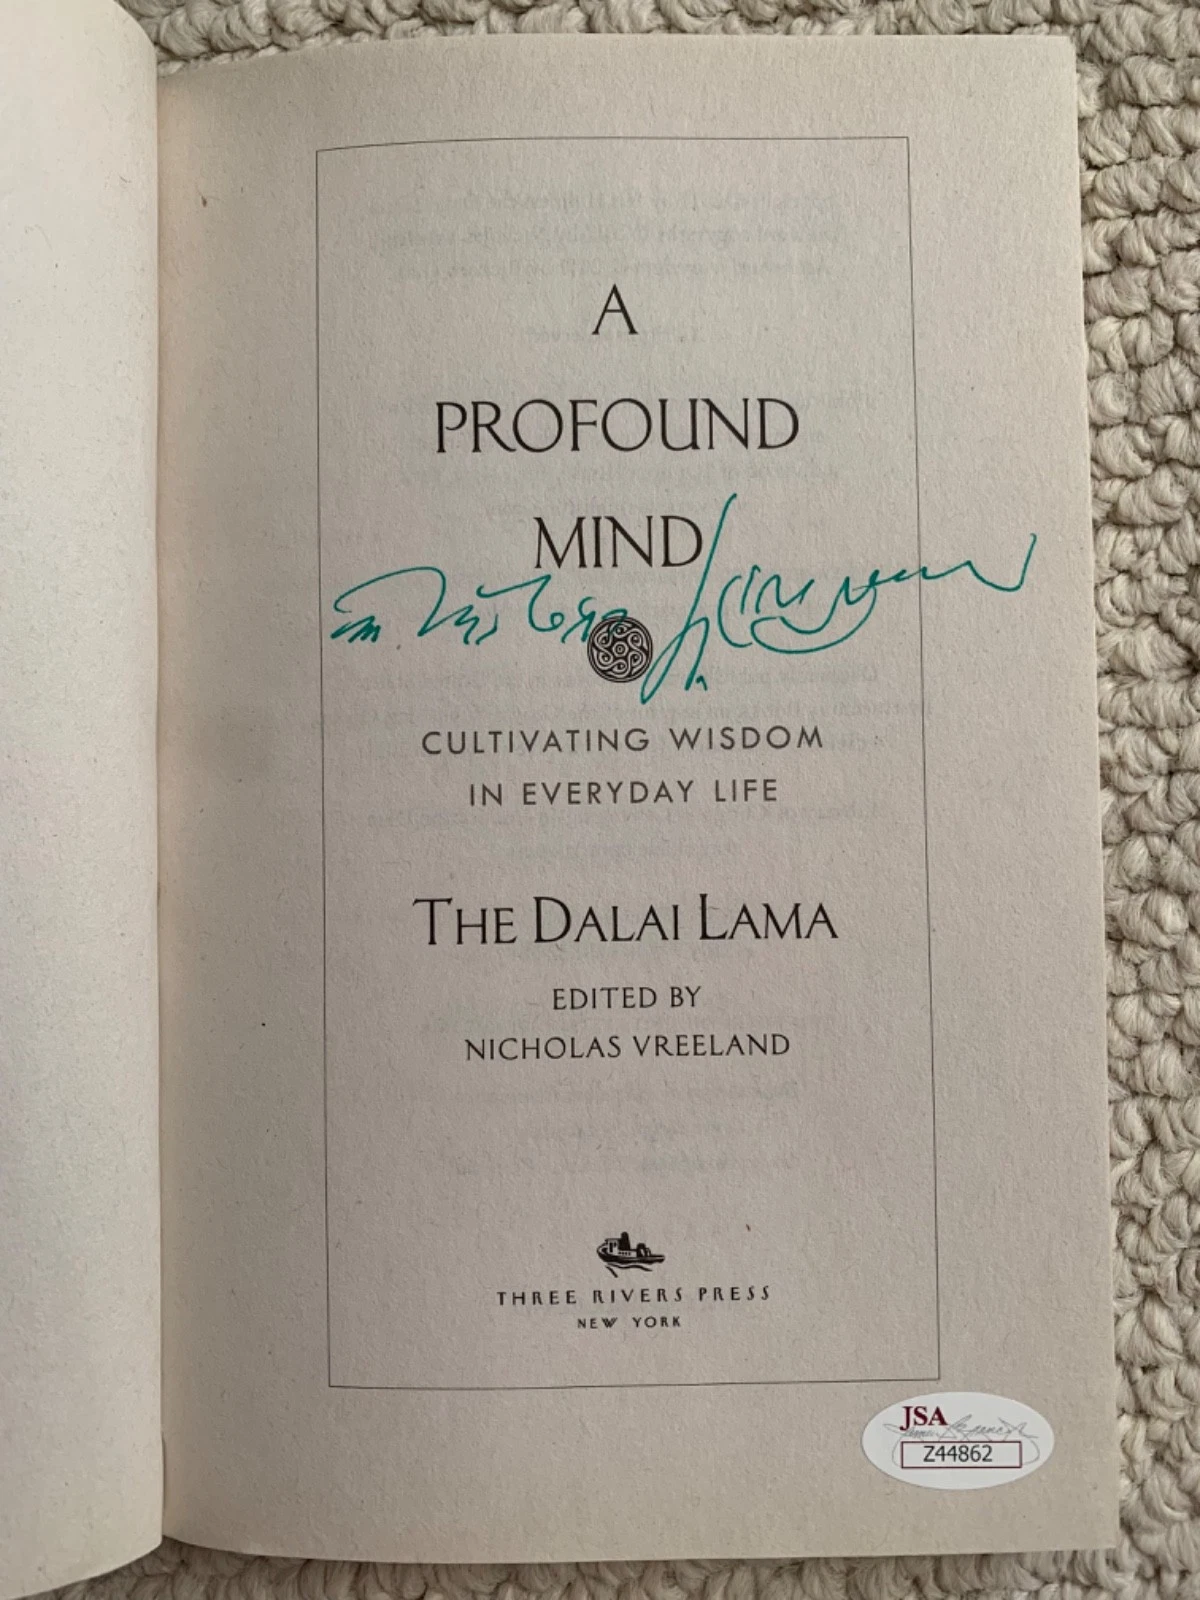 A
PROFOUND
MIND
CULTIVATING WISDOM
IN EVERYDAY LIFE
THE DALAI LAMA
EDITED BY
NICHOLAS VREELAND
THREE RIVERS PRESS
NEW YORK
JSA
Z44862